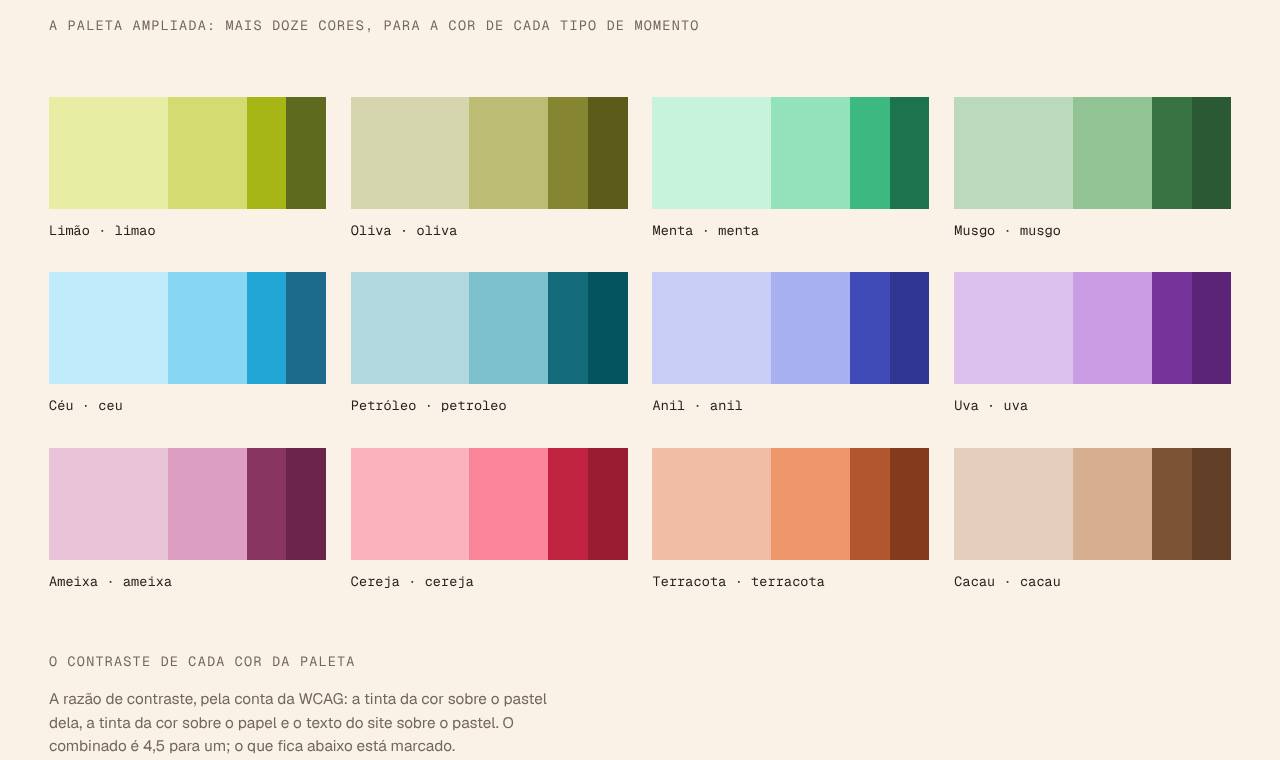 A PALETA AMPLIADA: MAIS DOZE CORES, PARA A COR DE CADA TIPO DE MOMENTO
Limão · limao
Oliva · oliva
Menta · menta
Musgo · musgo
Céu · ceu
Petróleo · petroleo
Anil · anil
Uva · uva
Ameixa · ameixa
Cereja · cereja
Terracota · terracota
Cacau · cacau
O CONTRASTE DE CADA COR DA PALETA
A razão de contraste, pela conta da WCAG: a tinta da cor sobre o pastel
dela, a tinta da cor sobre o papel e o texto do site sobre o pastel. O
combinado é 4,5 para um; o que fica abaixo está marcado.